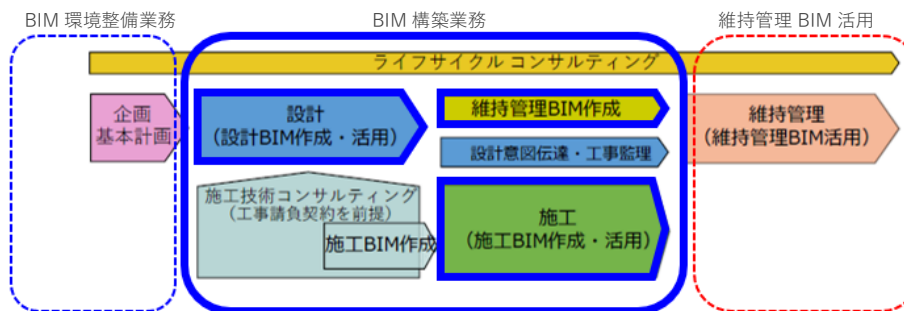 BIM 環境整備業務
BIM 構築業務
維持管理 BIM 活用
ライフサイクル コンサルティング
企画
基本計画
設計
(設計BIM作成・活用)
維持管理BIM作成
設計意図伝達・工事監理
維持管理
(維持管理BIM活用)
施工技術コンサルティング
(工事請負契約を前提)
施工BIM作成
施工
(施工BIM作成・活用)